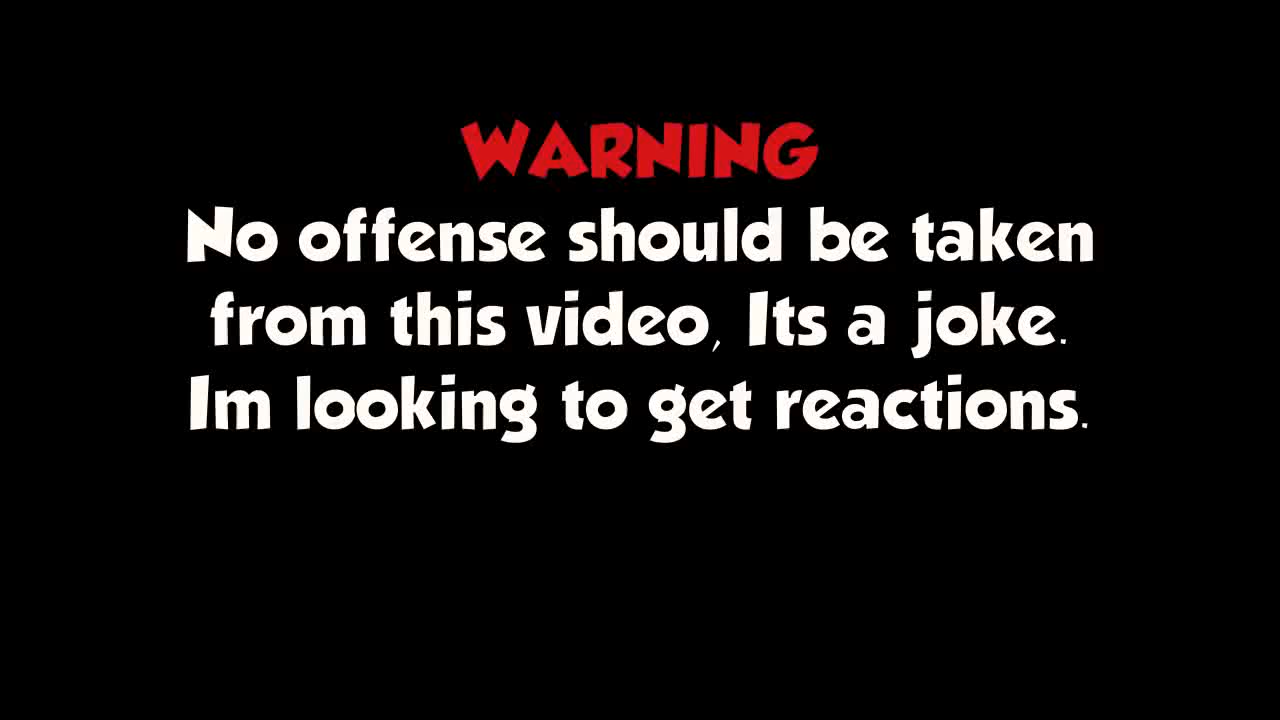 WARNING
No offense should be taken
from this video, Its a joke.
Im looking to get reactions.